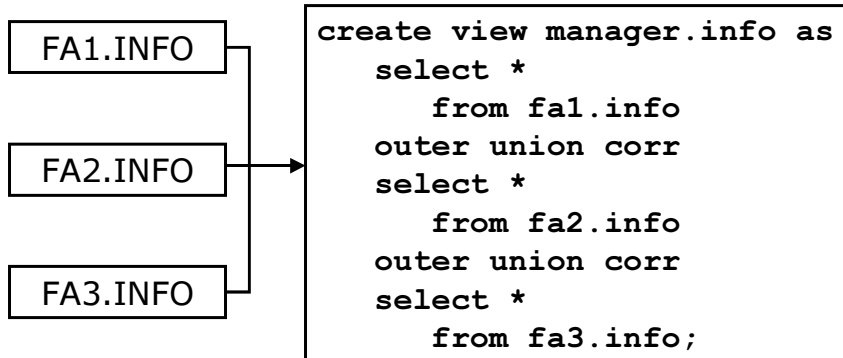 FA1.INFO
FA2.INFO
FA3.INFO
create view manager.info as
select *
from fa1.info
outer union corr
select *
from fa2.info
outer union corr
select *
from fa3.info;